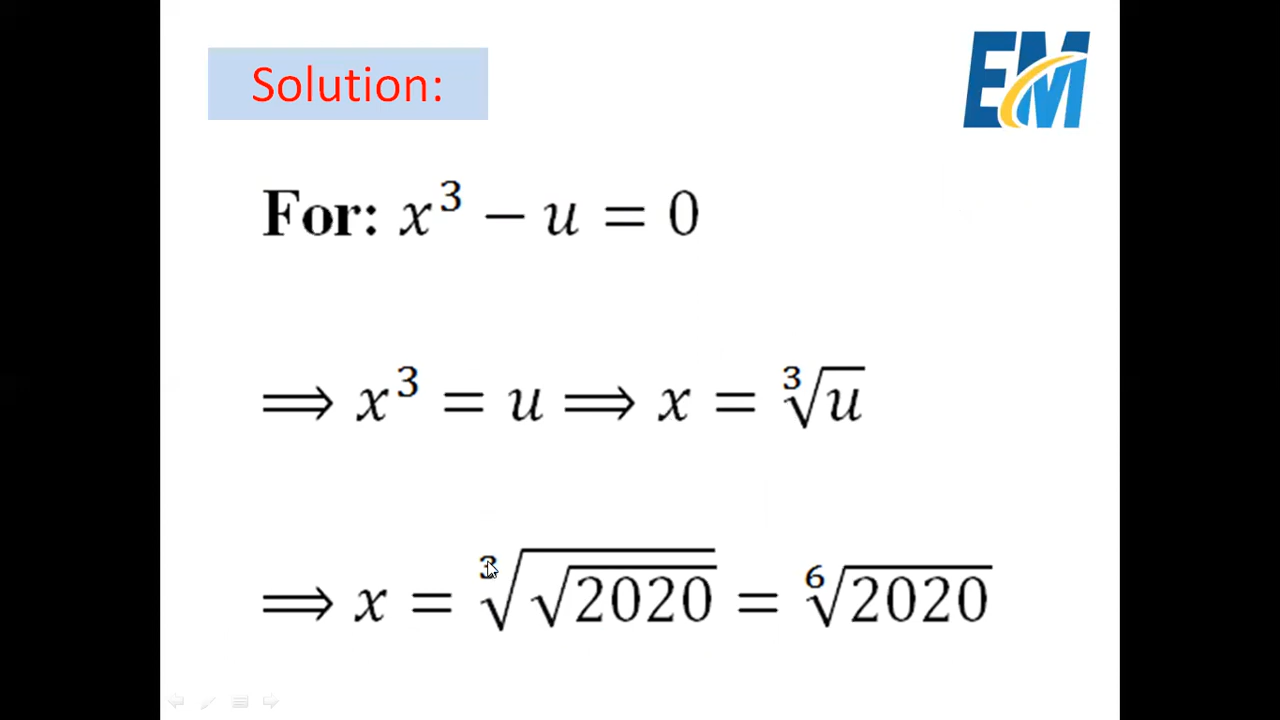 Solution:
EM
For: x³ − u = 0
⟹ x³ = u ⟹ x = ∛u
⟹ x = ∛(√2020) = ⁶√2020